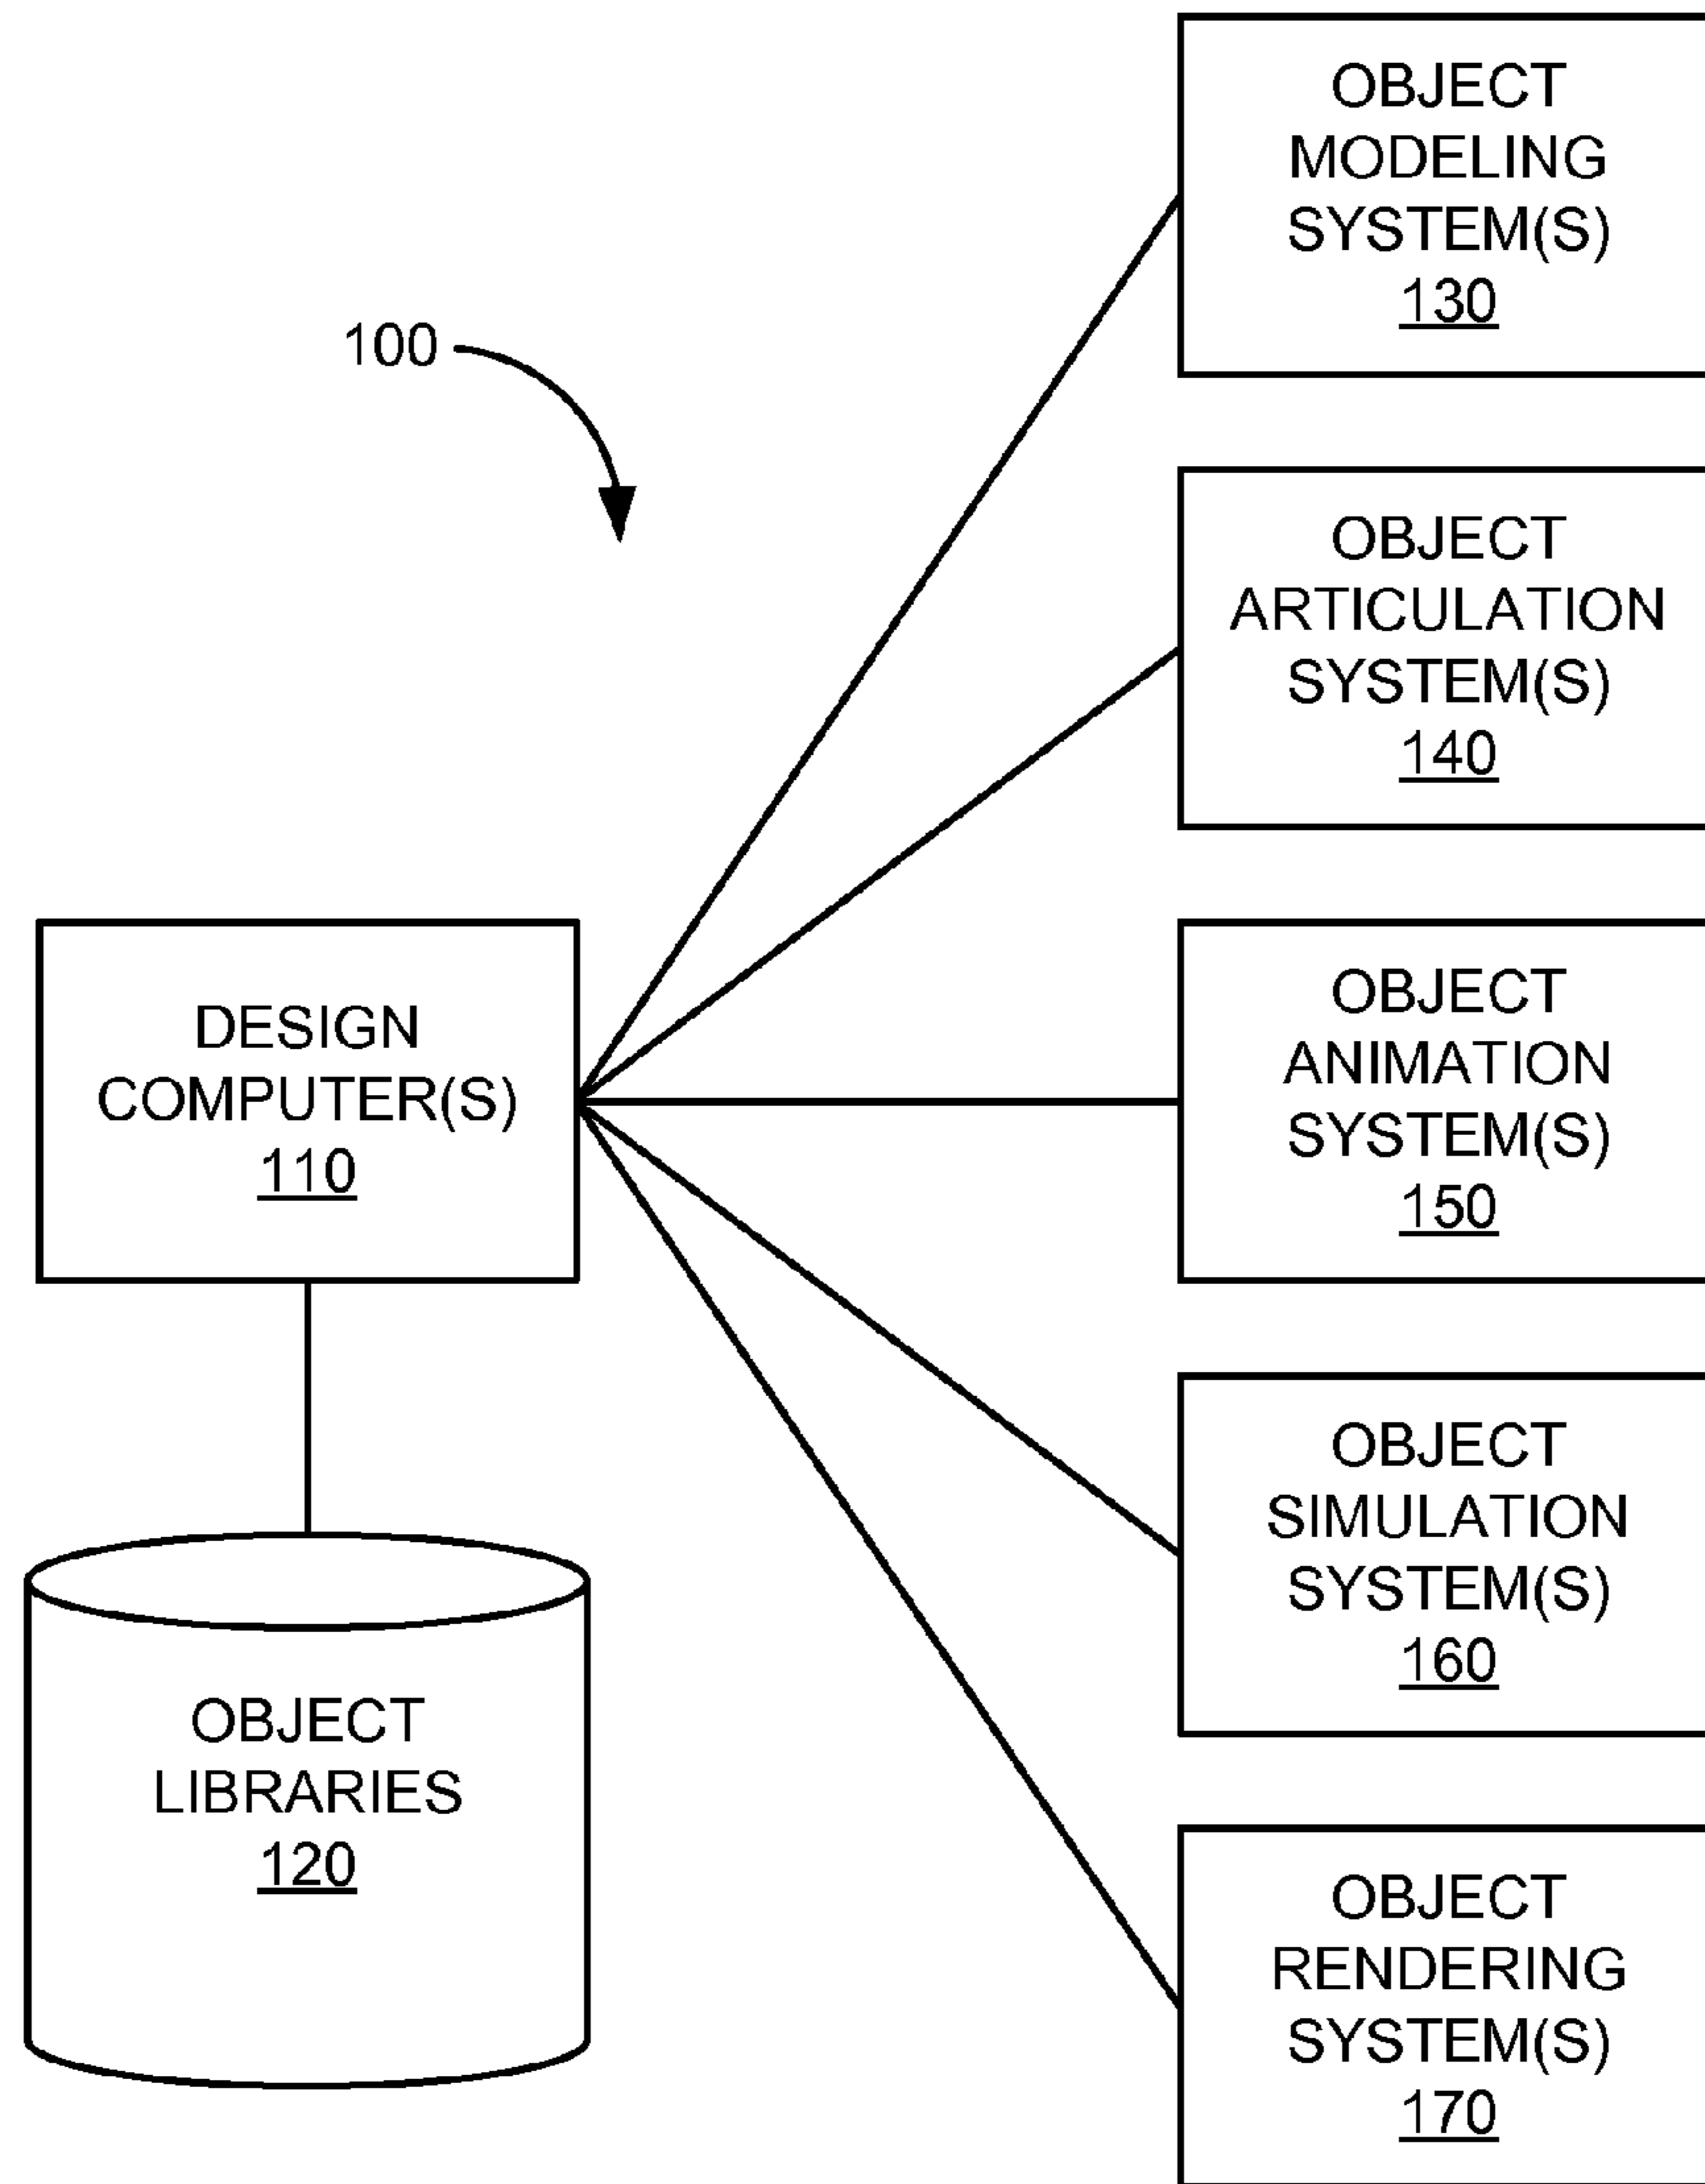 OBJECT
MODELING
SYSTEM(S)
130
100
OBJECT
ARTICULATION
SYSTEM(S)
140
DESIGN
COMPUTER(S)
110
OBJECT
ANIMATION
SYSTEM(S)
150
OBJECT
SIMULATION
SYSTEM(S)
160
OBJECT
LIBRARIES
120
OBJECT
RENDERING
SYSTEM(S)
170